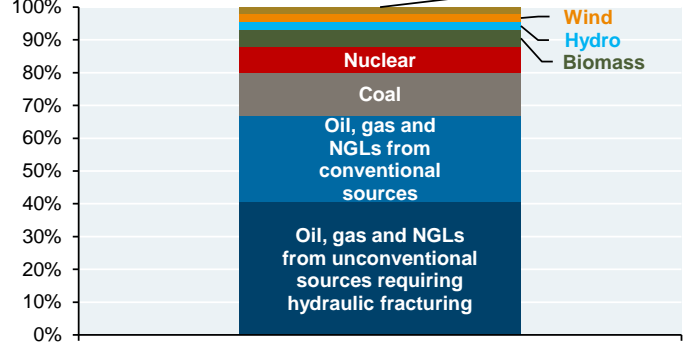 100%
90%
80%
70%
60%
50%
40%
30%
20%
10%
0%
Wind
Hydro
Biomass
Nuclear
Coal
Oil, gas and
NGLs from
conventional
sources
Oil, gas and NGLs
from unconventional
sources requiring
hydraulic fracturing